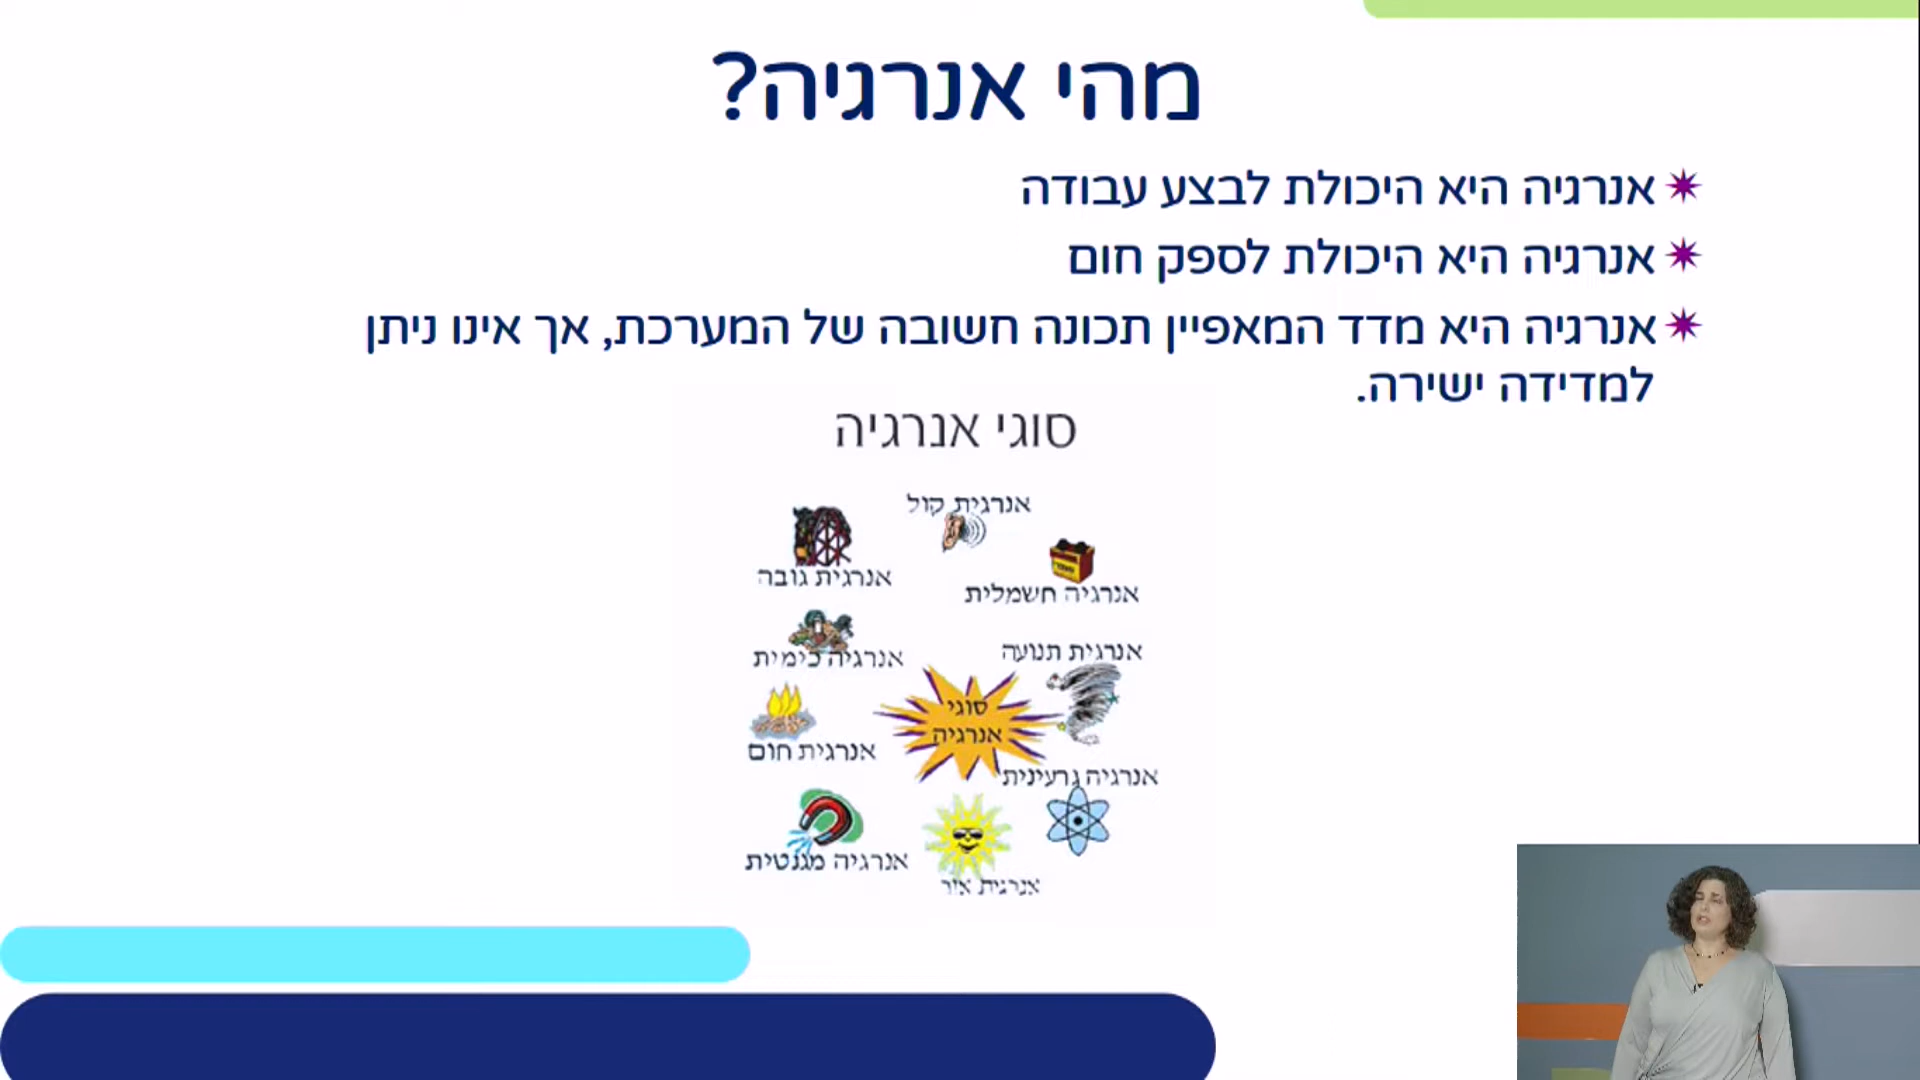 מהי אנרגיה?
אנרגיה היא היכולת לבצע עבודה
אנרגיה היא היכולת לספק חום
אנרגיה היא מדד המאפיין תכונה חשובה של המערכת, אך אינו ניתן
למדידה ישירה.
סוגי אנרגיה
אנרגית קול
אנרגית גובה
אנרגיה חשמלית
אנרגית תנועה
אנרגיה כימית
סוגי
אנרגיה
אנרגית חום
אנרגיה גרעינית
אנרגיה מגנטית
אנרגית אור